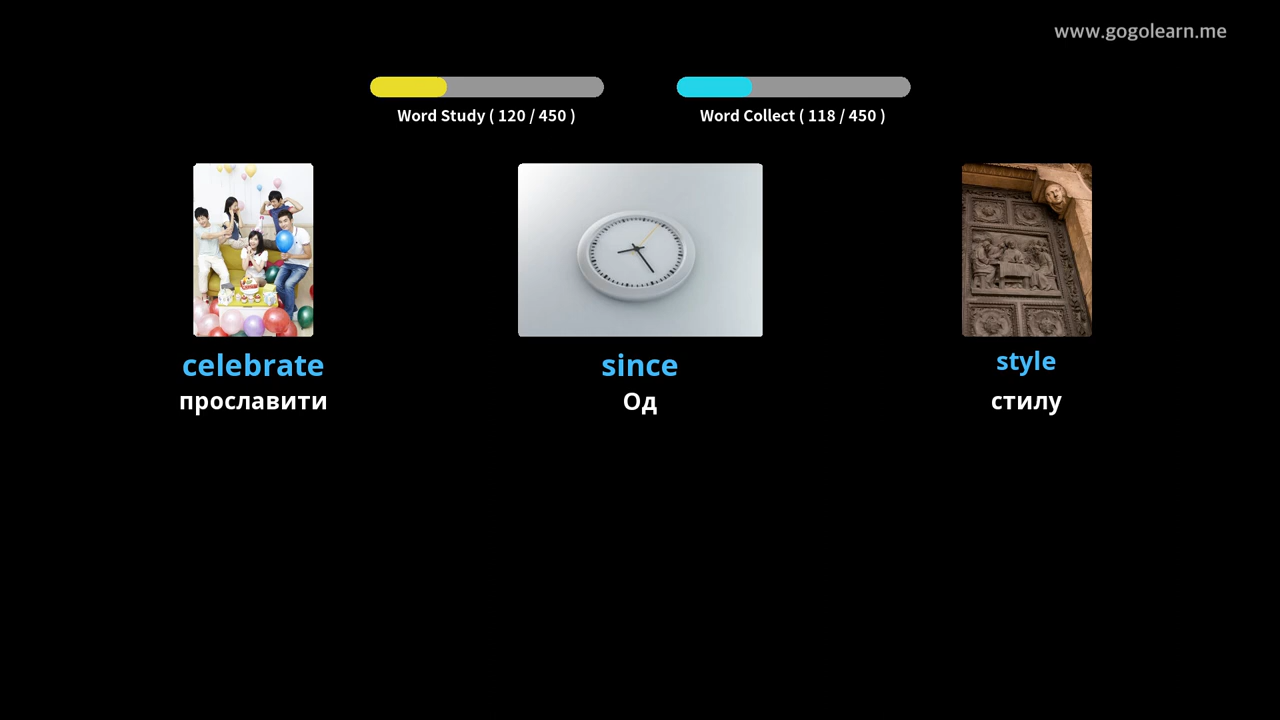 www.gogolearn.me
Word Study ( 120 / 450 )
Word Collect ( 118 / 450 )
celebrate
since
style
прославити
Од
стилу